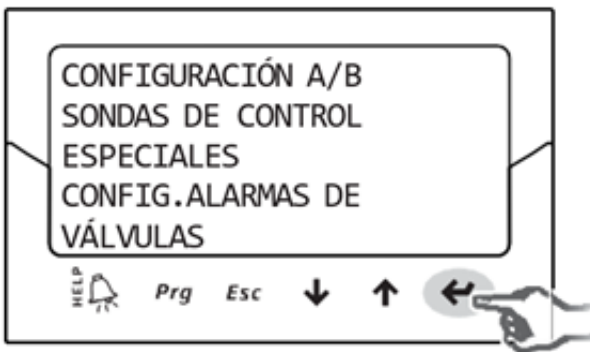 CONFIGURACIÓN A/B
SONDAS DE CONTROL
ESPECIALES
CONFIG.ALARMAS DE
VÁLVULAS
HELP Prg Esc